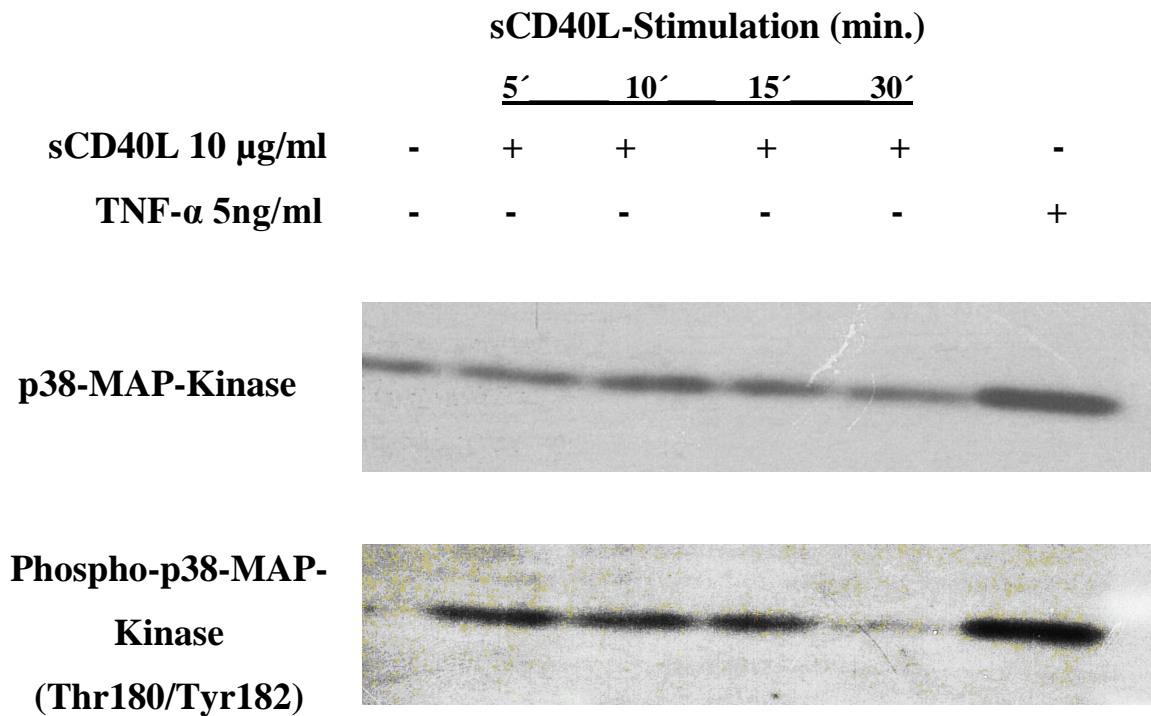 sCD40L-Stimulation (min.)
5´ 10´ 15´ 30´
sCD40L 10 µg/ml - + + + + -
TNF-α 5ng/ml - - - - - +
p38-MAP-Kinase
Phospho-p38-MAP-
Kinase
(Thr180/Tyr182)